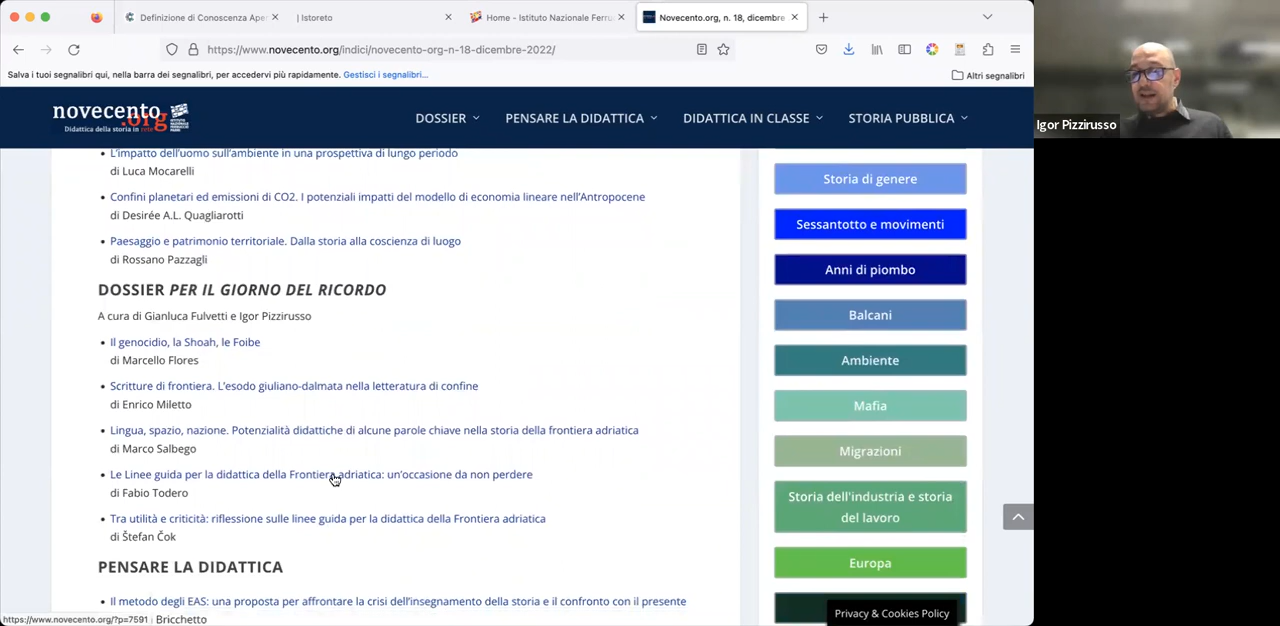 Definizione di Conoscenza Ape
| Istoreto
Home - Istituto Nazionale Ferru
Novecento.org, n. 18, dicembre
https://www.novecento.org/indici/novecento-org-n-18-dicembre-2022/
Salva i tuoi segnalibri qui, nella barra dei segnalibri, per accedervi più rapidamente. Gestisci i segnalibri...
Altri segnalibri
novecento
.org
Didattica della storia in rete
DOSSIER
PENSARE LA DIDATTICA
DIDATTICA IN CLASSE
STORIA PUBBLICA
Igor Pizzirusso
• L'impatto dell'uomo sull'ambiente in una prospettiva di lungo periodo
di Luca Mocarelli
• Confini planetari ed emissioni di CO2. I potenziali impatti del modello di economia lineare nell'Antropocene
di Desirée A.L. Quagliarotti
• Paesaggio e patrimonio territoriale. Dalla storia alla coscienza di luogo
di Rossano Pazzagli
DOSSIER PER IL GIORNO DEL RICORDO
A cura di Gianluca Fulvetti e Igor Pizzirusso
• Il genocidio, la Shoah, le Foibe
di Marcello Flores
• Scritture di frontiera. L'esodo giuliano-dalmata nella letteratura di confine
di Enrico Miletto
• Lingua, spazio, nazione. Potenzialità didattiche di alcune parole chiave nella storia della frontiera adriatica
di Marco Salbego
• Le Linee guida per la didattica della Frontiera adriatica: un'occasione da non perdere
di Fabio Todero
• Tra utilità e criticità: riflessione sulle linee guida per la didattica della Frontiera adriatica
di Štefan Čok
PENSARE LA DIDATTICA
• Il metodo degli EAS: una proposta per affrontare la crisi dell'insegnamento della storia e il confronto con il presente
Bricchetto
https://www.novecento.org/?p=7591
Storia di genere
Sessantotto e movimenti
Anni di piombo
Balcani
Ambiente
Mafia
Migrazioni
Storia dell'industria e storia
del lavoro
Europa
Privacy & Cookies Policy